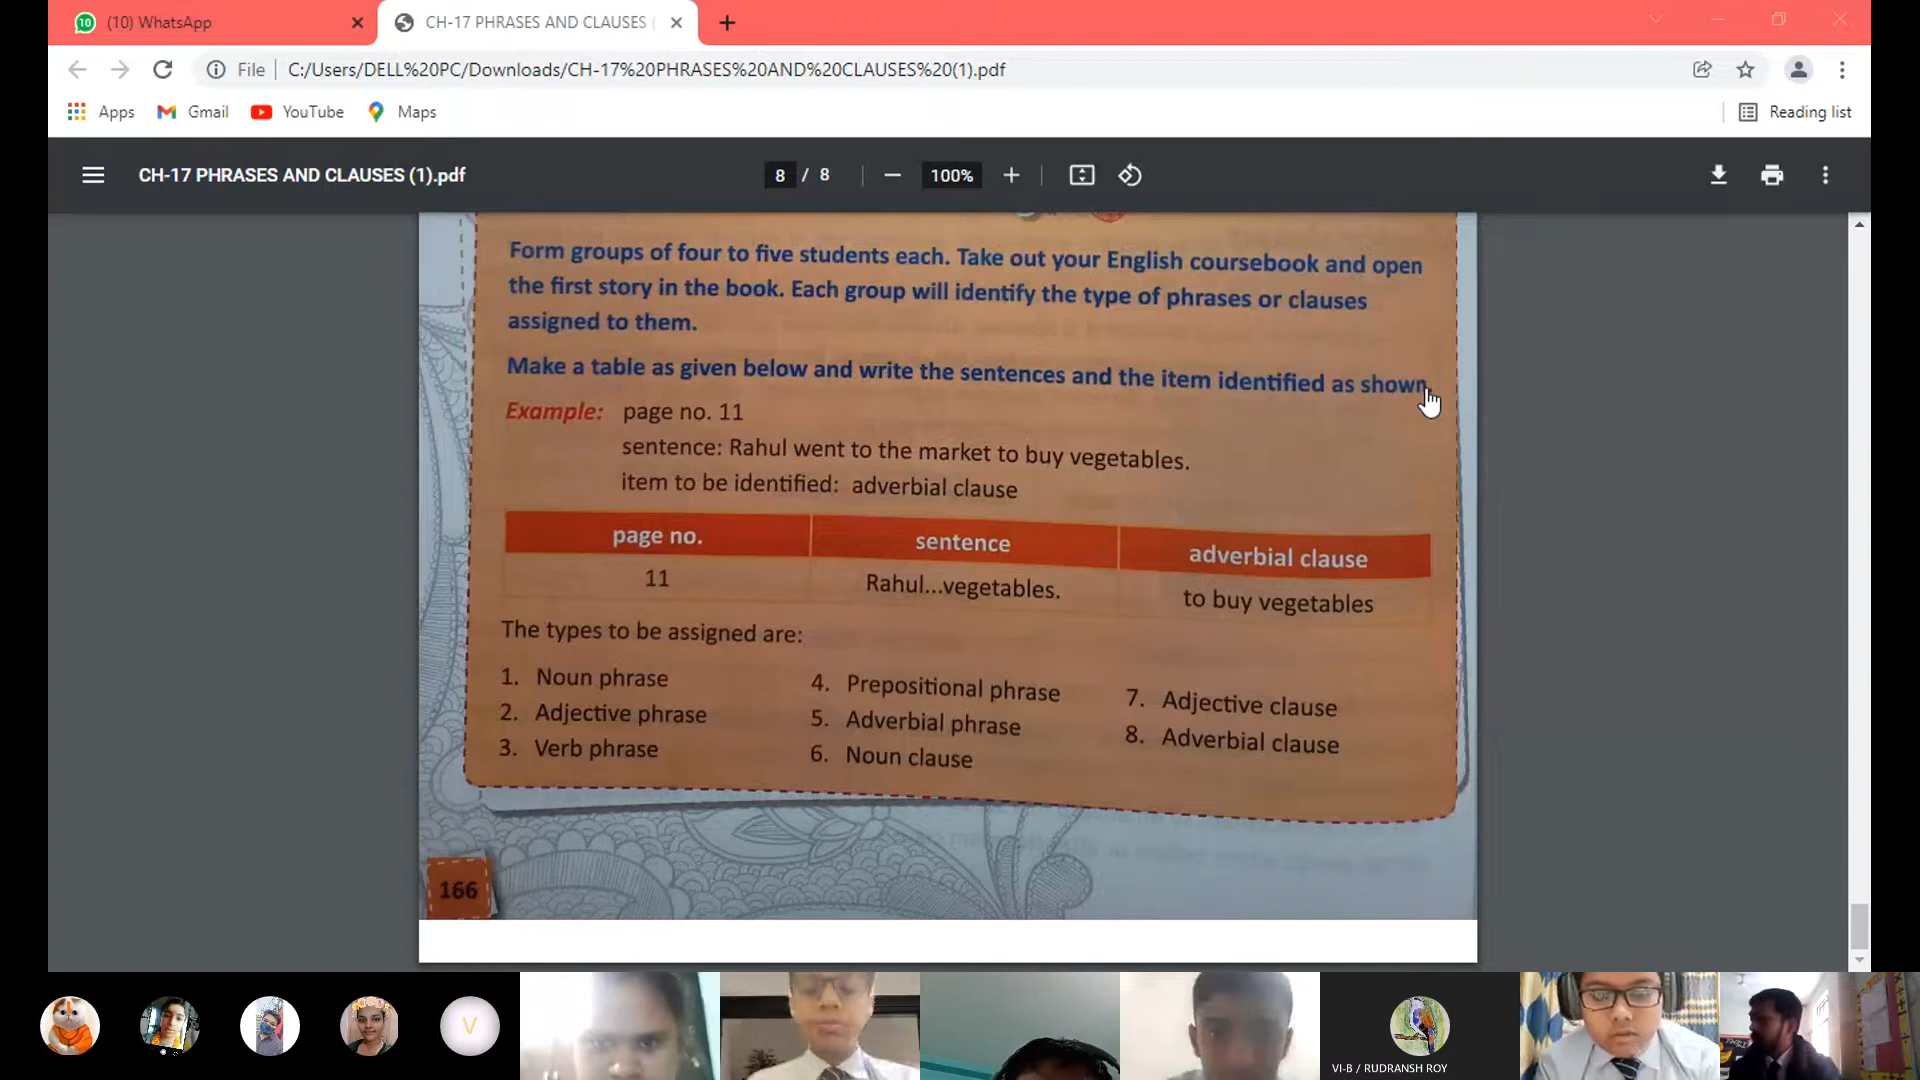 (10) WhatsApp
CH-17 PHRASES AND CLAUSES
File C:/Users/DELL%20PC/Downloads/CH-17%20PHRASES%20AND%20CLAUSES%20(1).pdf
Apps Gmail YouTube Maps Reading list
CH-17 PHRASES AND CLAUSES (1).pdf 8 / 8 100%
Form groups of four to five students each. Take out your English coursebook and open
the first story in the book. Each group will identify the type of phrases or clauses
assigned to them.
Make a table as given below and write the sentences and the item identified as shown.
Example: page no. 11
sentence: Rahul went to the market to buy vegetables.
item to be identified: adverbial clause
page no. sentence adverbial clause
11 Rahul...vegetables. to buy vegetables
The types to be assigned are:
1. Noun phrase 4. Prepositional phrase 7. Adjective clause
2. Adjective phrase 5. Adverbial phrase 8. Adverbial clause
3. Verb phrase 6. Noun clause
166
V
VI-B / RUDRANSH ROY